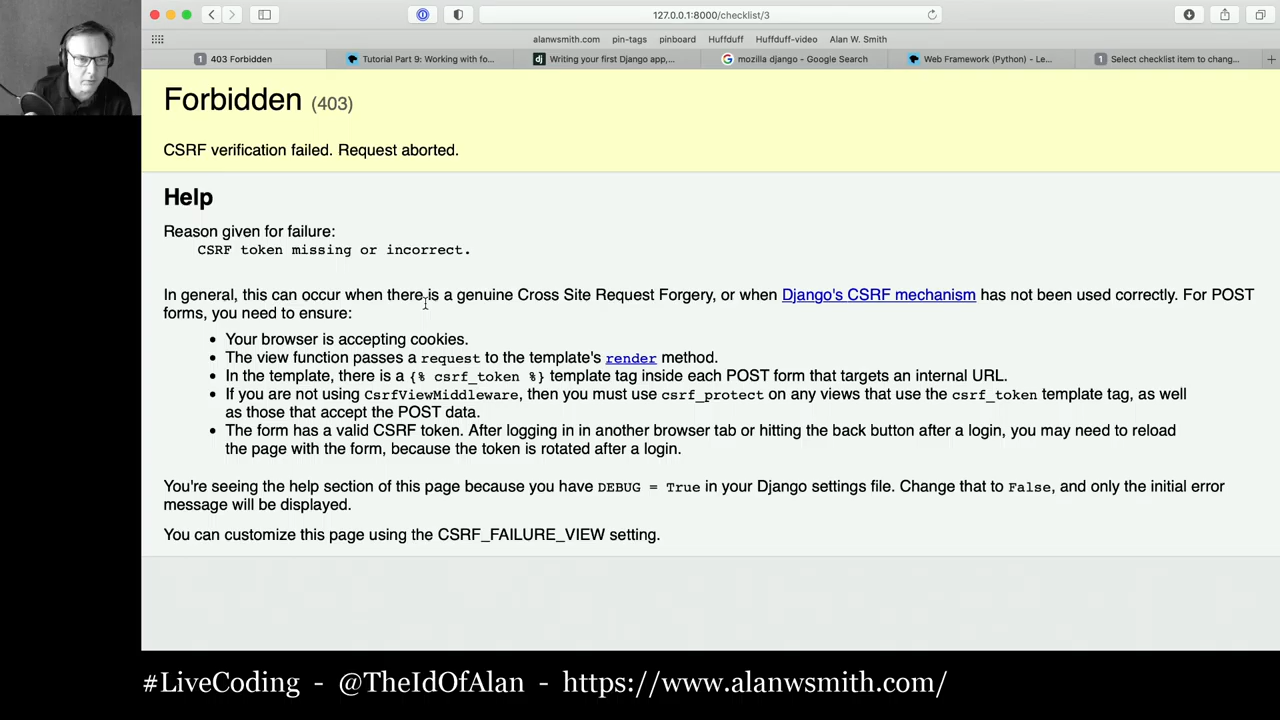 127.0.0.1:8000/checklist/3
alanwsmith.com pin-tags pinboard Huffduff Huffduff-video Alan W. Smith
1 403 Forbidden Tutorial Part 9: Working with fo... dj Writing your first Django app,... G mozilla django - Google Search Web Framework (Python) - Le... 1 Select checklist item to chang... +
Forbidden (403)
CSRF verification failed. Request aborted.
Help
Reason given for failure:
CSRF token missing or incorrect.
In general, this can occur when there is a genuine Cross Site Request Forgery, or when Django's CSRF mechanism has not been used correctly. For POST
forms, you need to ensure:
• Your browser is accepting cookies.
• The view function passes a request to the template's render method.
• In the template, there is a {% csrf_token %} template tag inside each POST form that targets an internal URL.
• If you are not using CsrfViewMiddleware, then you must use csrf_protect on any views that use the csrf_token template tag, as well
as those that accept the POST data.
• The form has a valid CSRF token. After logging in in another browser tab or hitting the back button after a login, you may need to reload
the page with the form, because the token is rotated after a login.
You're seeing the help section of this page because you have DEBUG = True in your Django settings file. Change that to False, and only the initial error
message will be displayed.
You can customize this page using the CSRF_FAILURE_VIEW setting.
#LiveCoding - @TheIdOfAlan - https://www.alanwsmith.com/